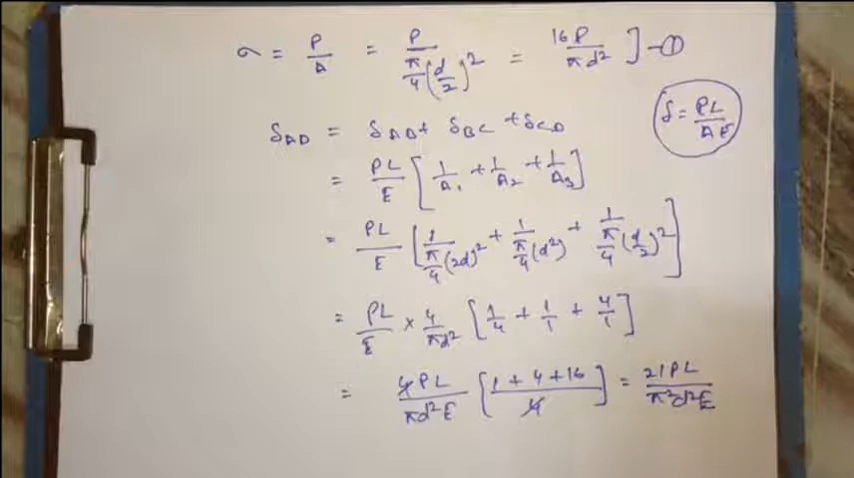 σ = P/A = P/(π/4 (d/2)²) = 16P/πd² ] - ①
δ = PL/AE
δAD = δAB + δBC + δCD
= PL/E [ 1/A₁ + 1/A₂ + 1/A₃ ]
= PL/E [ 1/(π/4 (2d)²) + 1/(π/4 (d²)) + 1/(π/4 (d/2)²) ]
= PL/E × 4/πd² [ 1/4 + 1/1 + 4/1 ]
= 4PL/πd²E [ (1 + 4 + 16)/4 ] = 21PL/π²d²E